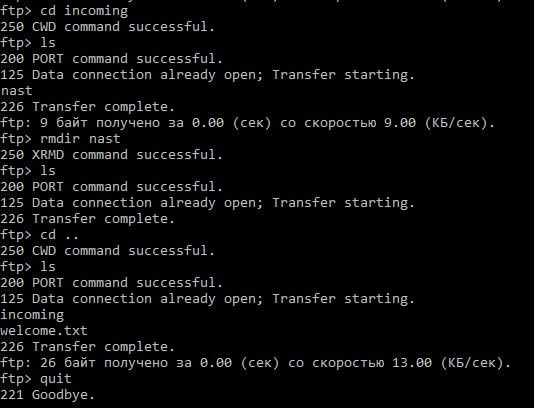 ftp> cd incoming
250 CWD command successful.
ftp> ls
200 PORT command successful.
125 Data connection already open; Transfer starting.
nast
226 Transfer complete.
ftp: 9 байт получено за 0.00 (сек) со скоростью 9.00 (КБ/сек).
ftp> rmdir nast
250 XRMD command successful.
ftp> ls
200 PORT command successful.
125 Data connection already open; Transfer starting.
226 Transfer complete.
ftp> cd ..
250 CWD command successful.
ftp> ls
200 PORT command successful.
125 Data connection already open; Transfer starting.
incoming
welcome.txt
226 Transfer complete.
ftp: 26 байт получено за 0.00 (сек) со скоростью 13.00 (КБ/сек).
ftp> quit
221 Goodbye.